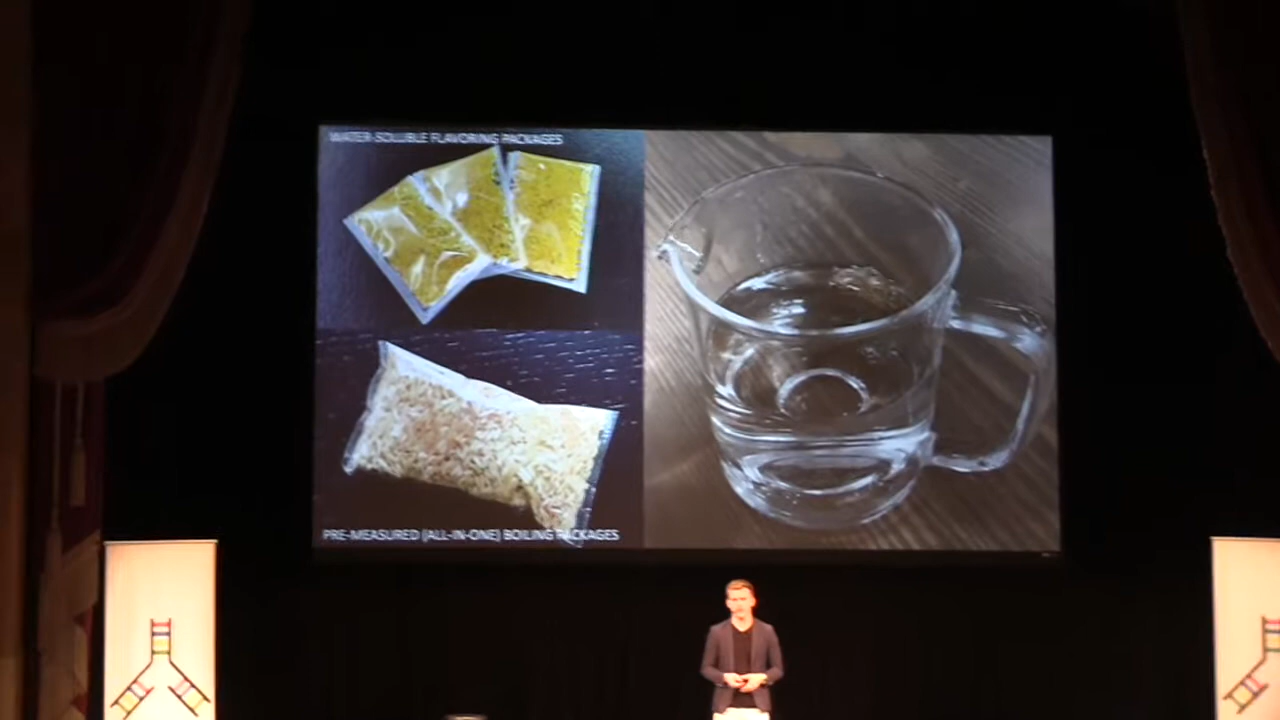 WATER-SOLUBLE FLAVORING PACKAGES
PRE-MEASURED (ALL-IN-ONE) BOILING PACKAGES